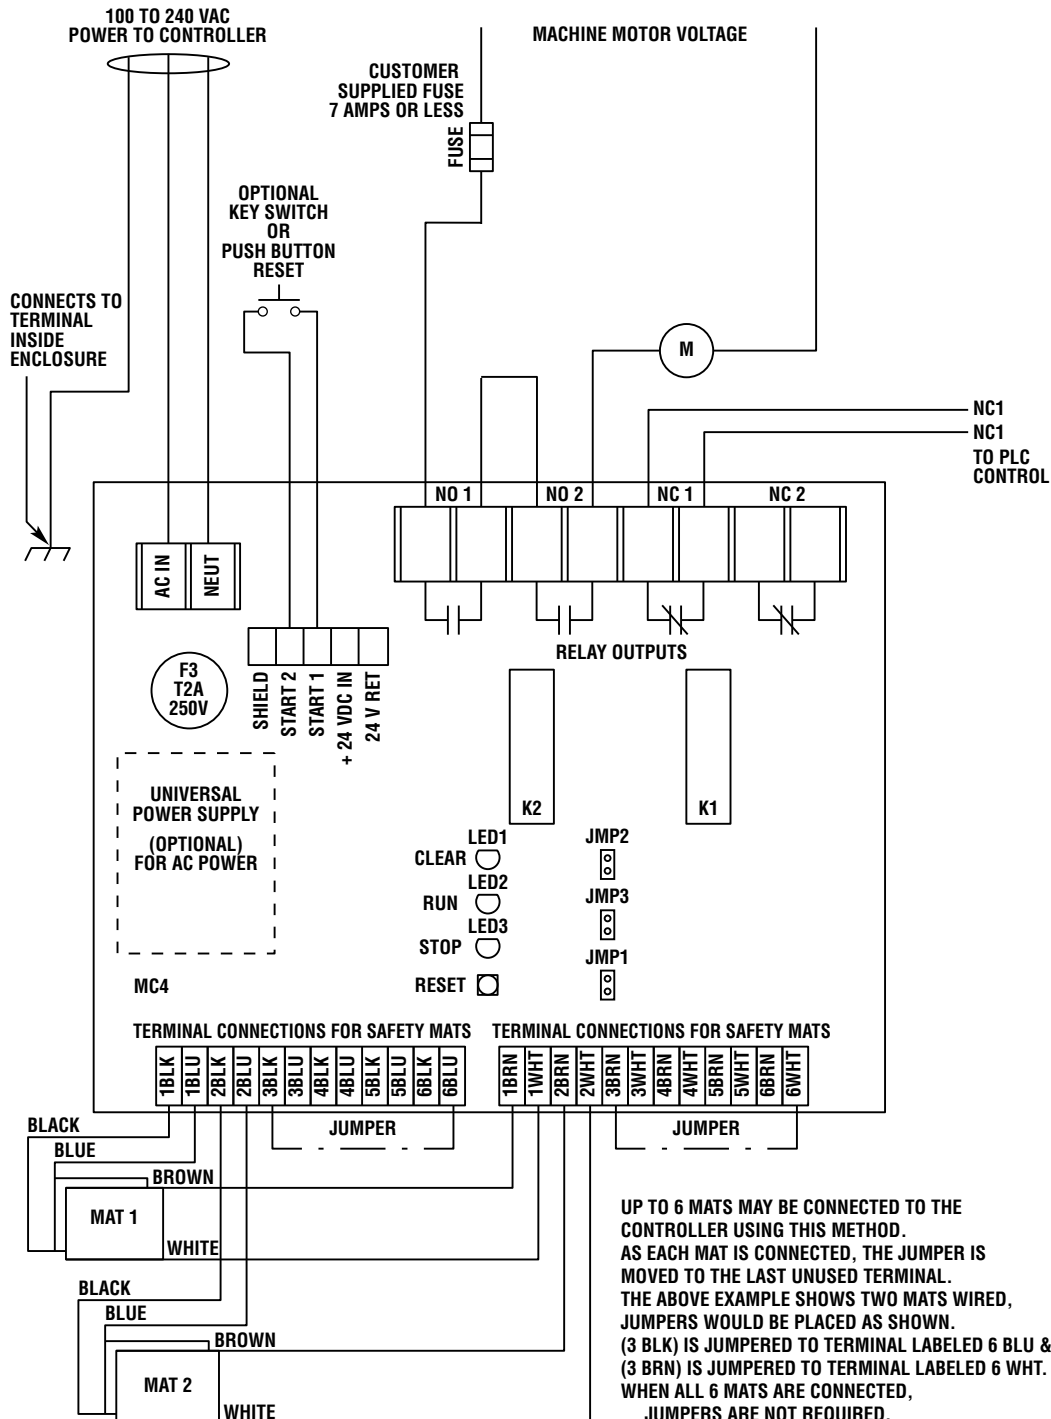 100 TO 240 VAC
POWER TO CONTROLLER
MACHINE MOTOR VOLTAGE
CUSTOMER
SUPPLIED FUSE
7 AMPS OR LESS
FUSE
OPTIONAL
KEY SWITCH
OR
PUSH BUTTON
RESET
CONNECTS TO
TERMINAL
INSIDE
ENCLOSURE
M
NC1
NC1
TO PLC
CONTROL
NO 1
NO 2
NC 1
NC 2
AC IN
NEUT
RELAY OUTPUTS
F3
T2A
250V
SHIELD
START 2
START 1
+ 24 VDC IN
24 V RET
K2
K1
UNIVERSAL
POWER SUPPLY
(OPTIONAL)
FOR AC POWER
LED1
CLEAR
LED2
RUN
LED3
STOP
RESET
JMP2
JMP3
JMP1
MC4
TERMINAL CONNECTIONS FOR SAFETY MATS
TERMINAL CONNECTIONS FOR SAFETY MATS
1BLK
1BLU
2BLK
2BLU
3BLK
3BLU
4BLK
4BLU
5BLK
5BLU
6BLK
6BLU
1BRN
1WHT
2BRN
2WHT
3BRN
3WHT
4BRN
4WHT
5BRN
5WHT
6BRN
6WHT
JUMPER
JUMPER
BLACK
BLUE
BROWN
MAT 1
WHITE
BLACK
BLUE
BROWN
MAT 2
WHITE
UP TO 6 MATS MAY BE CONNECTED TO THE
CONTROLLER USING THIS METHOD.
AS EACH MAT IS CONNECTED, THE JUMPER IS
MOVED TO THE LAST UNUSED TERMINAL.
THE ABOVE EXAMPLE SHOWS TWO MATS WIRED,
JUMPERS WOULD BE PLACED AS SHOWN.
(3 BLK) IS JUMPERED TO TERMINAL LABELED 6 BLU &
(3 BRN) IS JUMPERED TO TERMINAL LABELED 6 WHT.
WHEN ALL 6 MATS ARE CONNECTED,
JUMPERS ARE NOT REQUIRED.